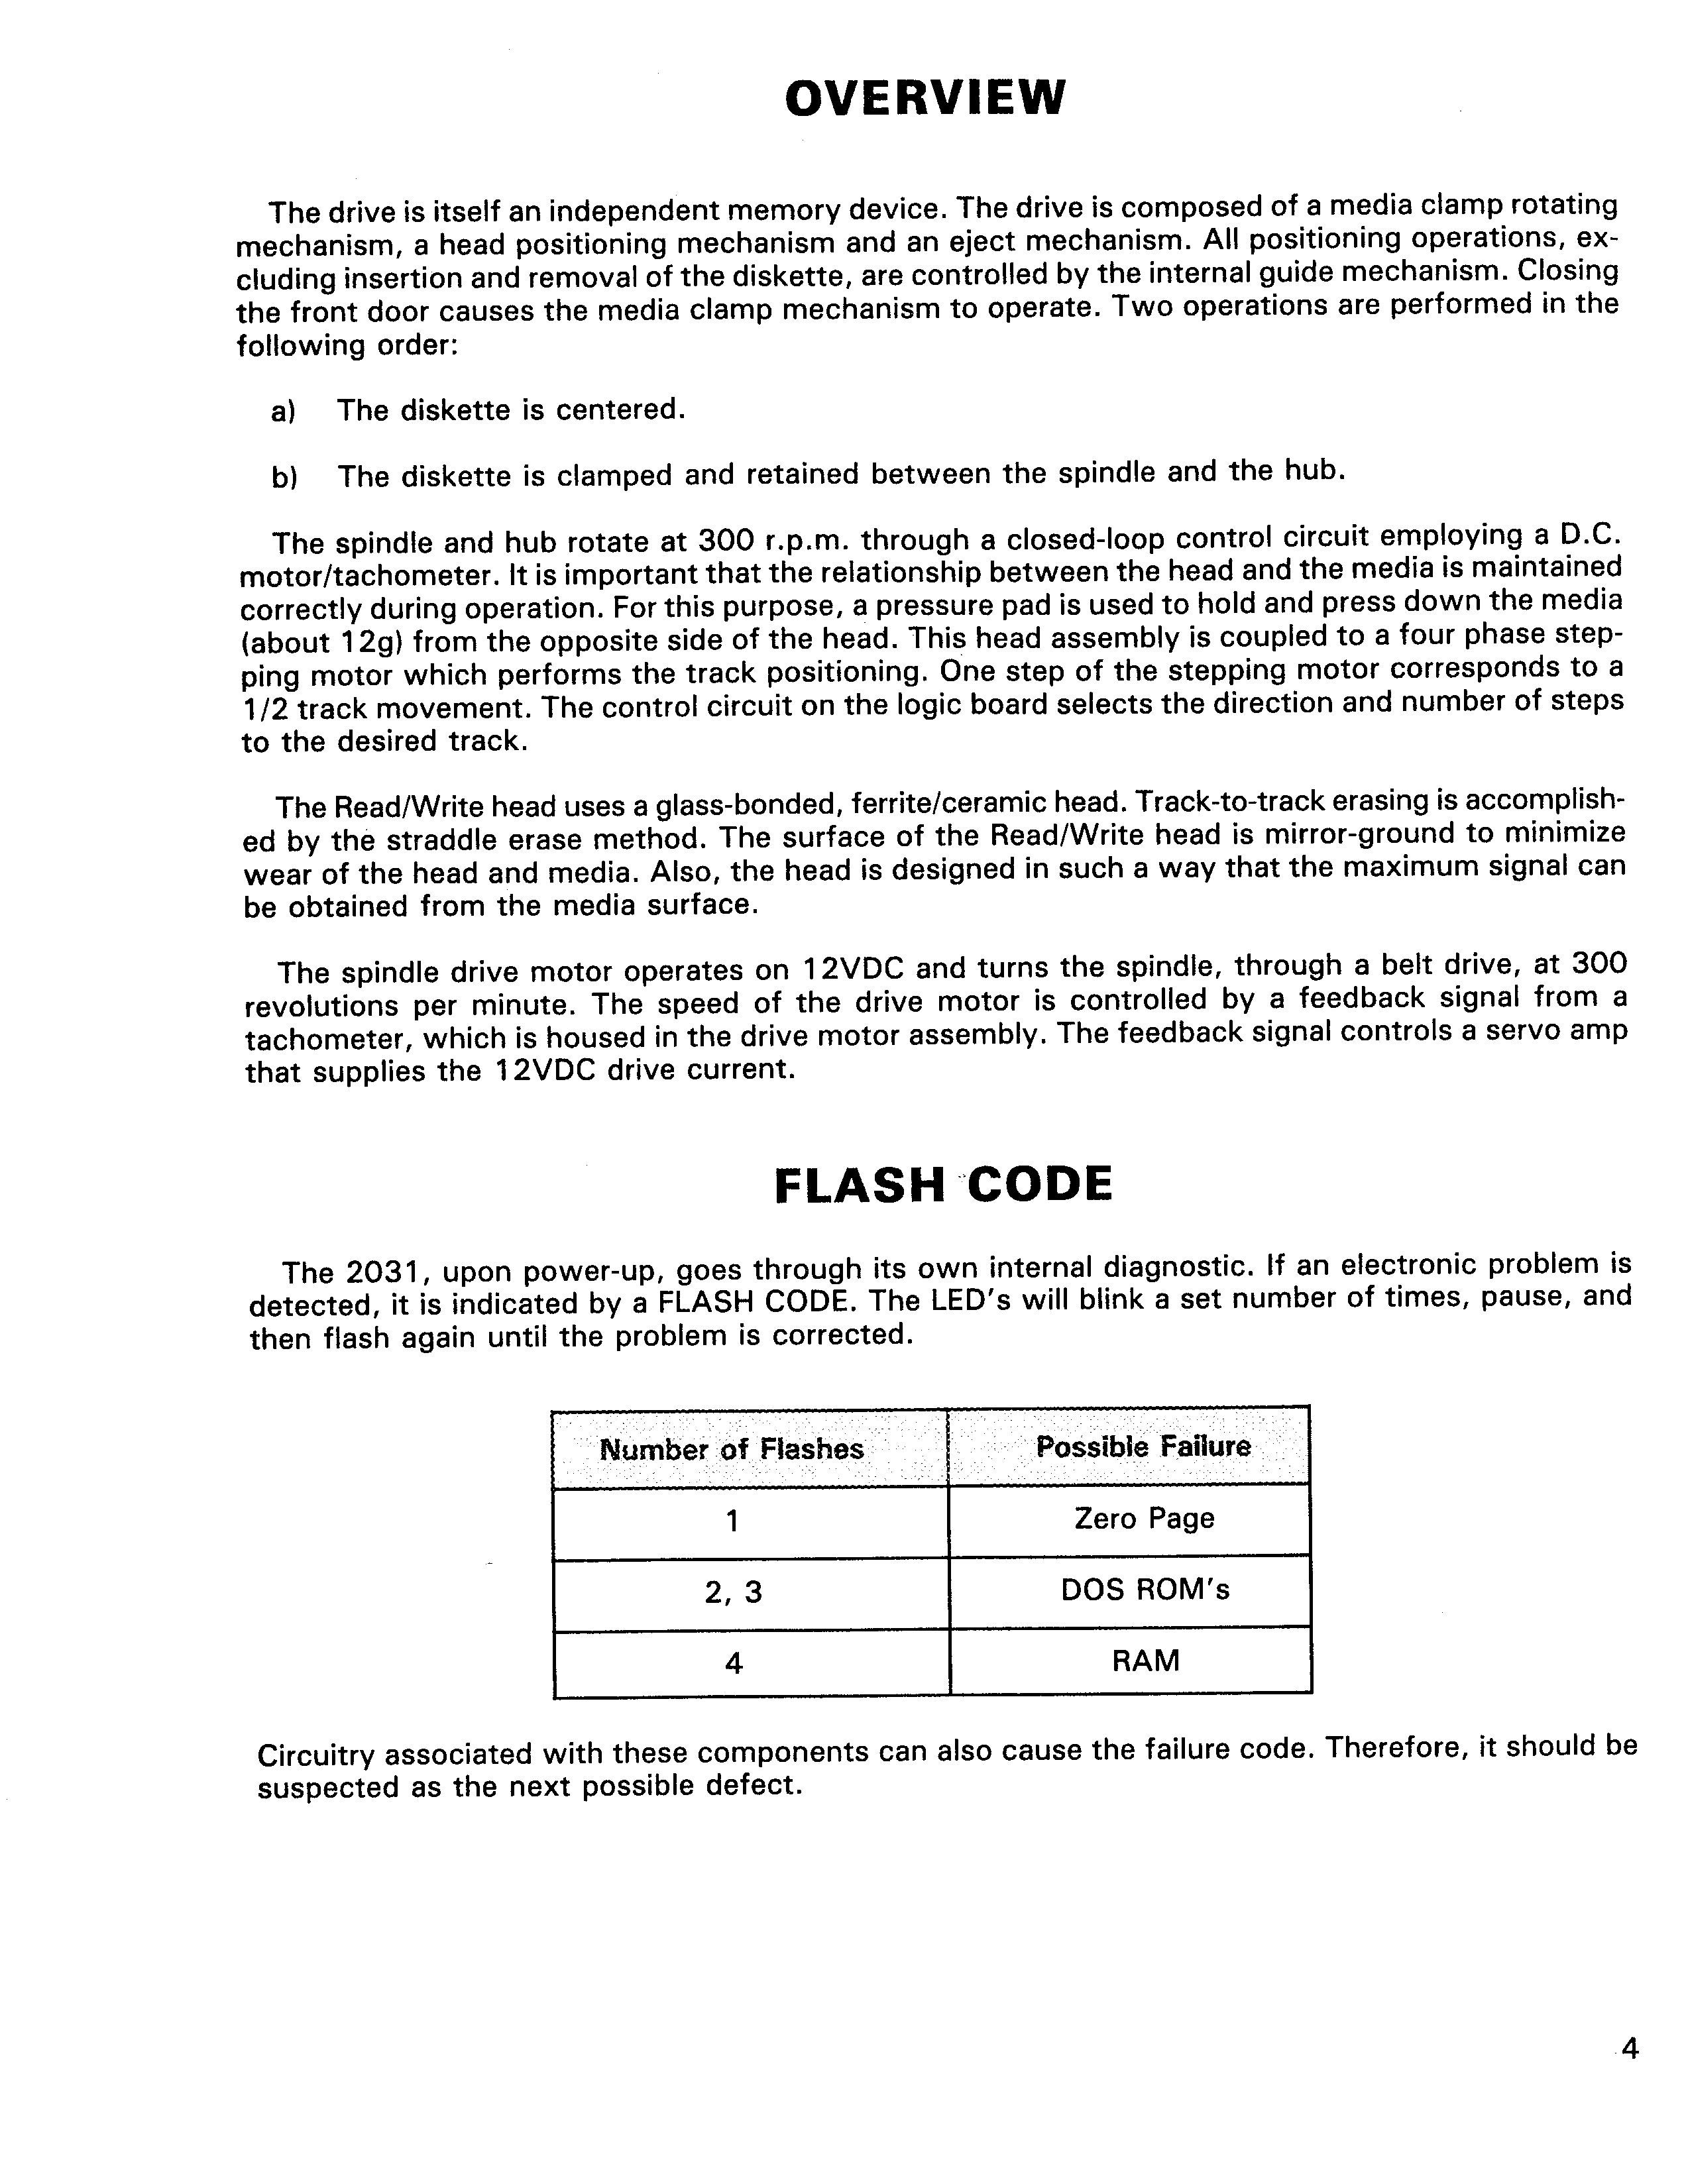 OVERVIEW
The drive is itself an independent memory device. The drive is composed of a media clamp rotating
mechanism, a head positioning mechanism and an eject mechanism. All positioning operations, ex-
cluding insertion and removal of the diskette, are controlled by the internal guide mechanism. Closing
the front door causes the media clamp mechanism to operate. Two operations are performed in the
following order:
a) The diskette is centered.
b) The diskette is clamped and retained between the spindle and the hub.
The spindle and hub rotate at 300 r.p.m. through a closed-loop control circuit employing a D.C.
motor/tachometer. It is important that the relationship between the head and the media is maintained
correctly during operation. For this purpose, a pressure pad is used to hold and press down the media
(about 12g) from the opposite side of the head. This head assembly is coupled to a four phase step-
ping motor which performs the track positioning. One step of the stepping motor corresponds to a
1/2 track movement. The control circuit on the logic board selects the direction and number of steps
to the desired track.
The Read/Write head uses a glass-bonded, ferrite/ceramic head. Track-to-track erasing is accomplish-
ed by the straddle erase method. The surface of the Read/Write head is mirror-ground to minimize
wear of the head and media. Also, the head is designed in such a way that the maximum signal can
be obtained from the media surface.
The spindle drive motor operates on 12VDC and turns the spindle, through a belt drive, at 300
revolutions per minute. The speed of the drive motor is controlled by a feedback signal from a
tachometer, which is housed in the drive motor assembly. The feedback signal controls a servo amp
that supplies the 12VDC drive current.
FLASH CODE
The 2031, upon power-up, goes through its own internal diagnostic. If an electronic problem is
detected, it is indicated by a FLASH CODE. The LED's will blink a set number of times, pause, and
then flash again until the problem is corrected.
Number of Flashes Possible Failure
1 Zero Page
2, 3 DOS ROM's
4 RAM
Circuitry associated with these components can also cause the failure code. Therefore, it should be
suspected as the next possible defect.
4